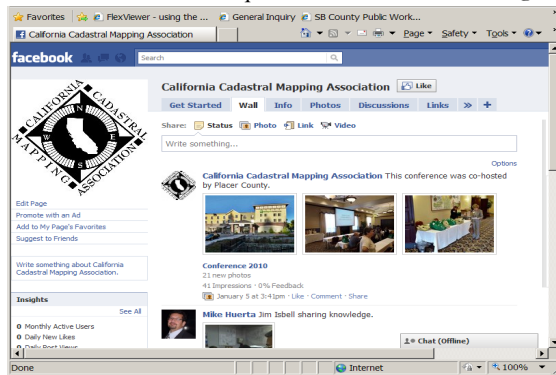 Favorites FlexViewer - using the ... General Inquiry SB County Public Work...
California Cadastral Mapping Association
Page Safety Tools
facebook
Search
CALIFORNIA CADASTRAL MAPPING ASSOCIATION
N
W E
S
California Cadastral Mapping Association Like
Get Started Wall Info Photos Discussions Links » +
Share: Status Photo Link Video
Write something...
Options
California Cadastral Mapping Association This conference was co-hosted
by Placer County.
Edit Page
Promote with an Ad
Add to My Page's Favorites
Suggest to Friends
Write something about California
Cadastral Mapping Association.
Conference 2010
21 new photos
41 Impressions · 0% Feedback
January 5 at 3:41pm · Like · Comment · Share
Insights
See All
0 Monthly Active Users
0 Daily New Likes
0 Daily Post Views
Mike Huerta Jim Isbell sharing knowledge.
Chat (Offline)
Done Internet 100%